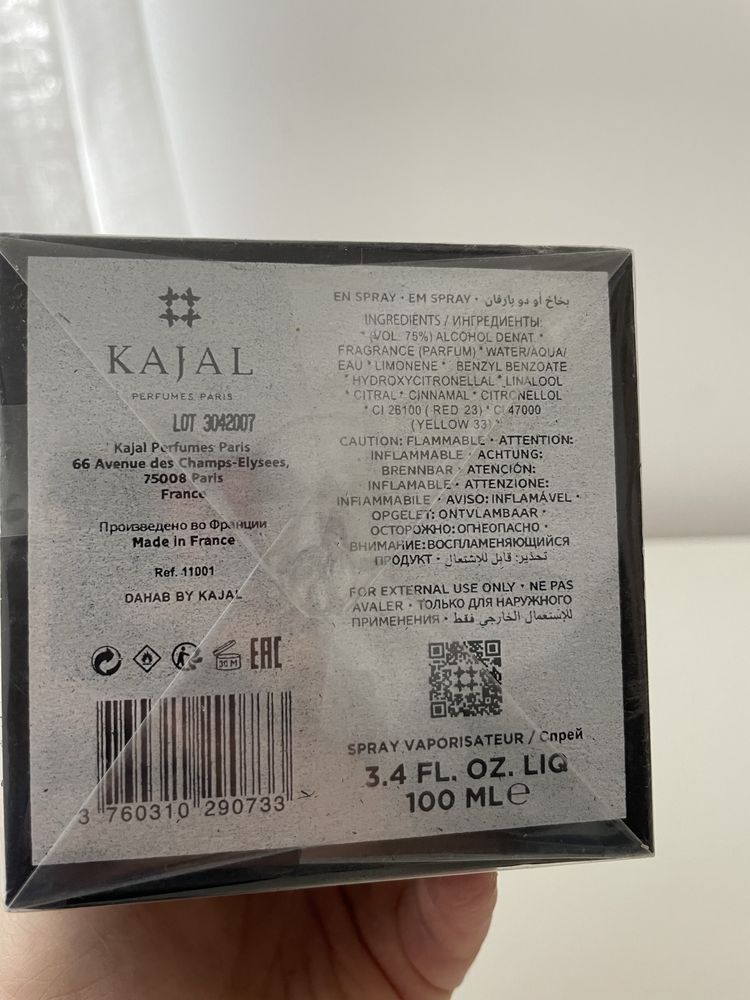 KAJAL
PERFUMES PARIS
LOT 3042007
Kajal Perfumes Paris
66 Avenue des Champs-Elysees,
75008 Paris
France
Произведено во Франции
Made in France
Ref. 11001
DAHAB BY KAJAL
30 M
EAC
3 760310 290733
EN SPRAY • EM SPRAY • بخاخ أو دو بارفان
INGREDIENTS / ИНГРЕДИЕНТЫ:
* (VOL. 75%) ALCOHOL DENAT *
FRAGRANCE (PARFUM) * WATER/AQUA/
EAU * LIMONENE * BENZYL BENZOATE
* HYDROXYCITRONELLAL * LINALOOL
* CITRAL * CINNAMAL * CITRONELLOL
* CI 26100 ( RED 23) * CI 47000
(YELLOW 33) *
CAUTION: FLAMMABLE • ATTENTION:
INFLAMMABLE • ACHTUNG:
BRENNBAR • ATENCIÓN:
INFLAMABLE • ATTENZIONE:
INFIAMMABILE • AVISO: INFLAMÁVEL •
OPGELET: ONTVLAMBAAR •
ОСТОРОЖНО: ОГНЕОПАСНО •
ВНИМАНИЕ: ВОСПЛАМЕНЯЮЩИЙСЯ
ПРОДУКТ • تحذير: قابل للاشتعال
FOR EXTERNAL USE ONLY • NE PAS
AVALER • ТОЛЬКО ДЛЯ НАРУЖНОГО
ПРИМЕНЕНИЯ • للإستعمال الخارجي فقط
SPRAY VAPORISATEUR / Спрей
3.4 FL. OZ. LIQ
100 ML ℮